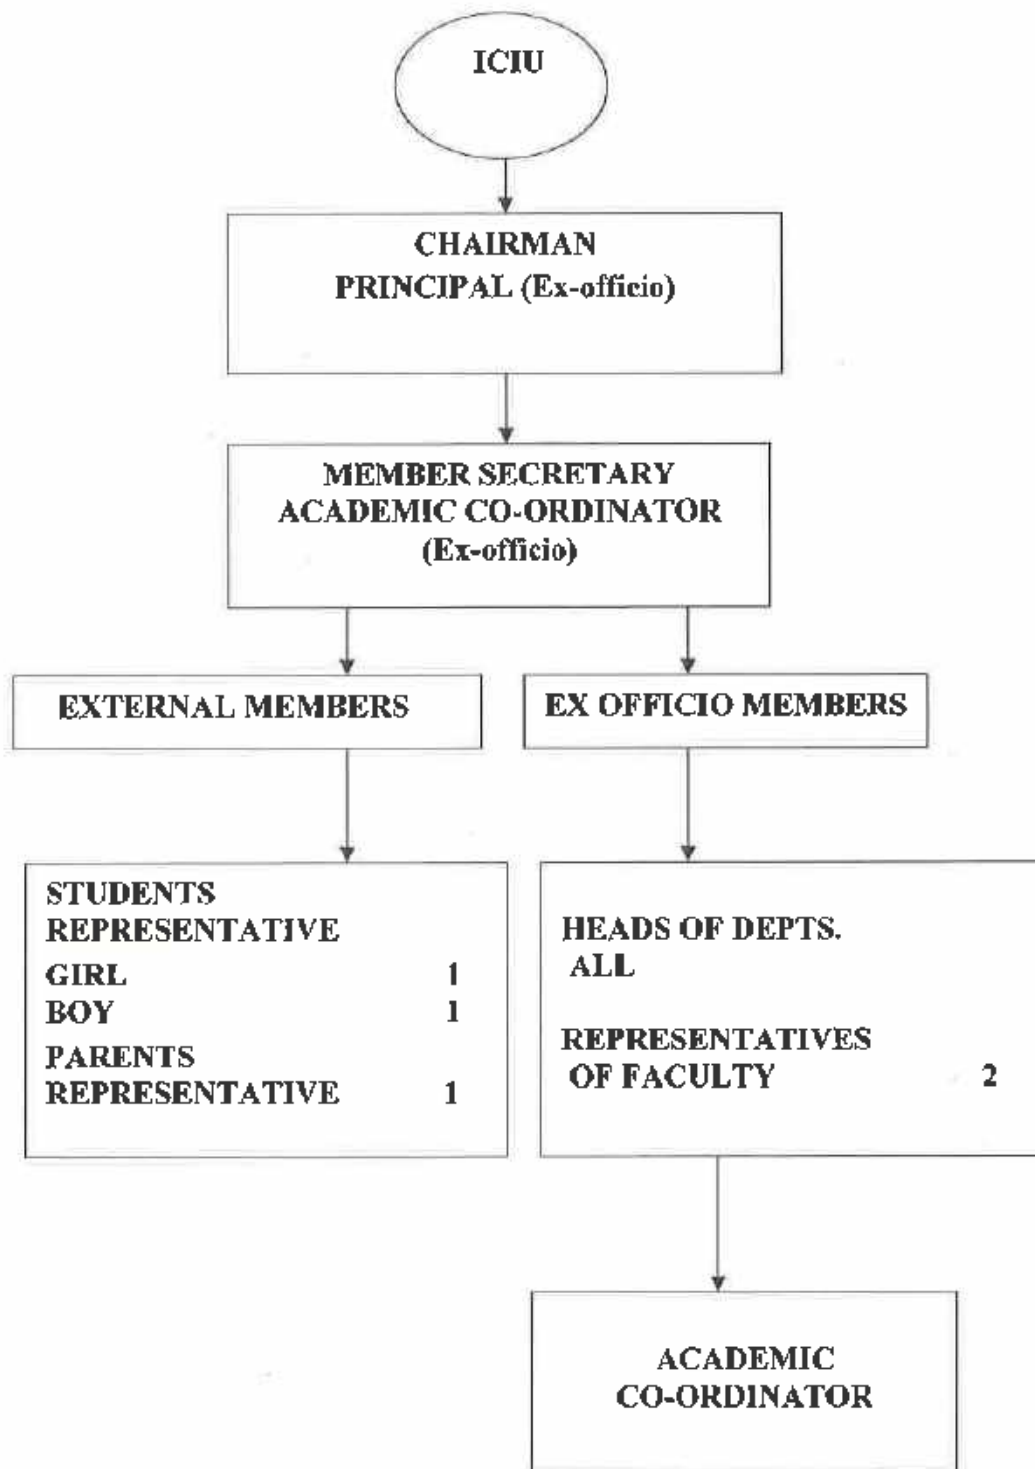 ICIU
CHAIRMAN
PRINCIPAL (Ex-officio)
MEMBER SECRETARY
ACADEMIC CO-ORDINATOR
(Ex-officio)
EXTERNAL MEMBERS
EX OFFICIO MEMBERS
STUDENTS
REPRESENTATIVE
GIRL 1
BOY 1
PARENTS
REPRESENTATIVE 1
HEADS OF DEPTS.
ALL
REPRESENTATIVES
OF FACULTY 2
ACADEMIC
CO-ORDINATOR